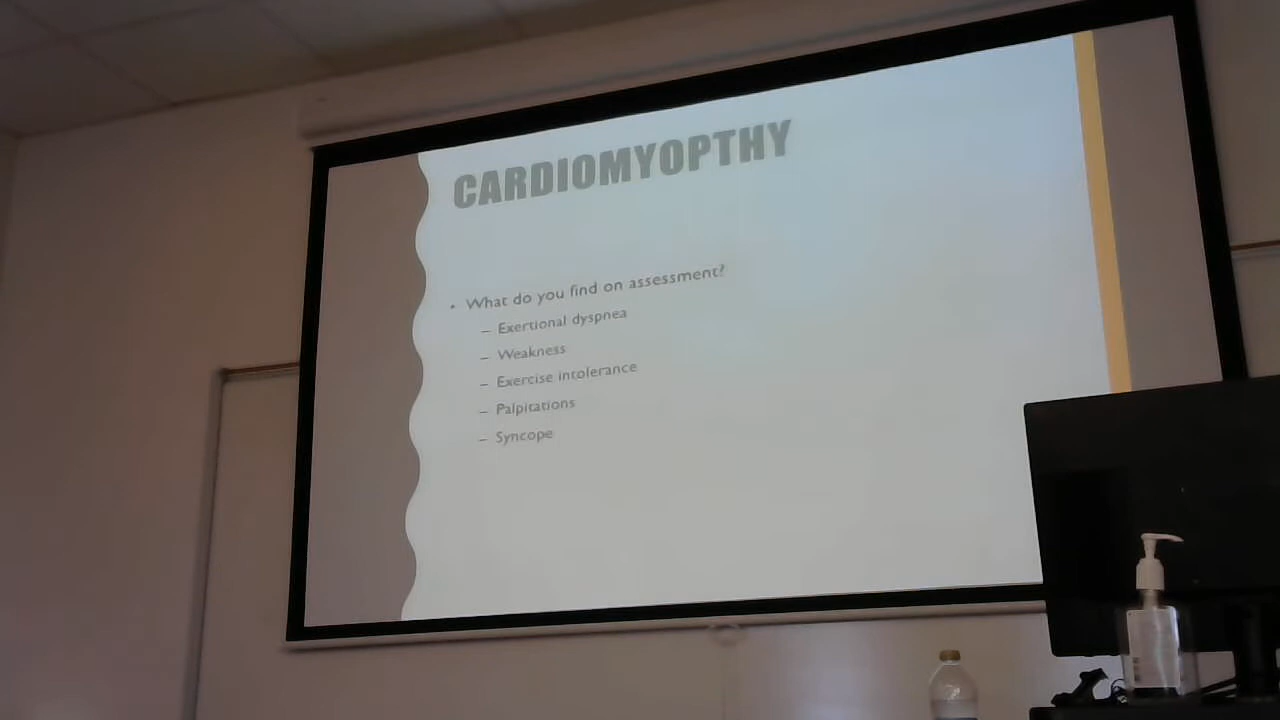 CARDIOMYOPTHY
• What do you find on assessment?
– Exertional dyspnea
– Weakness
– Exercise intolerance
– Palpitations
– Syncope